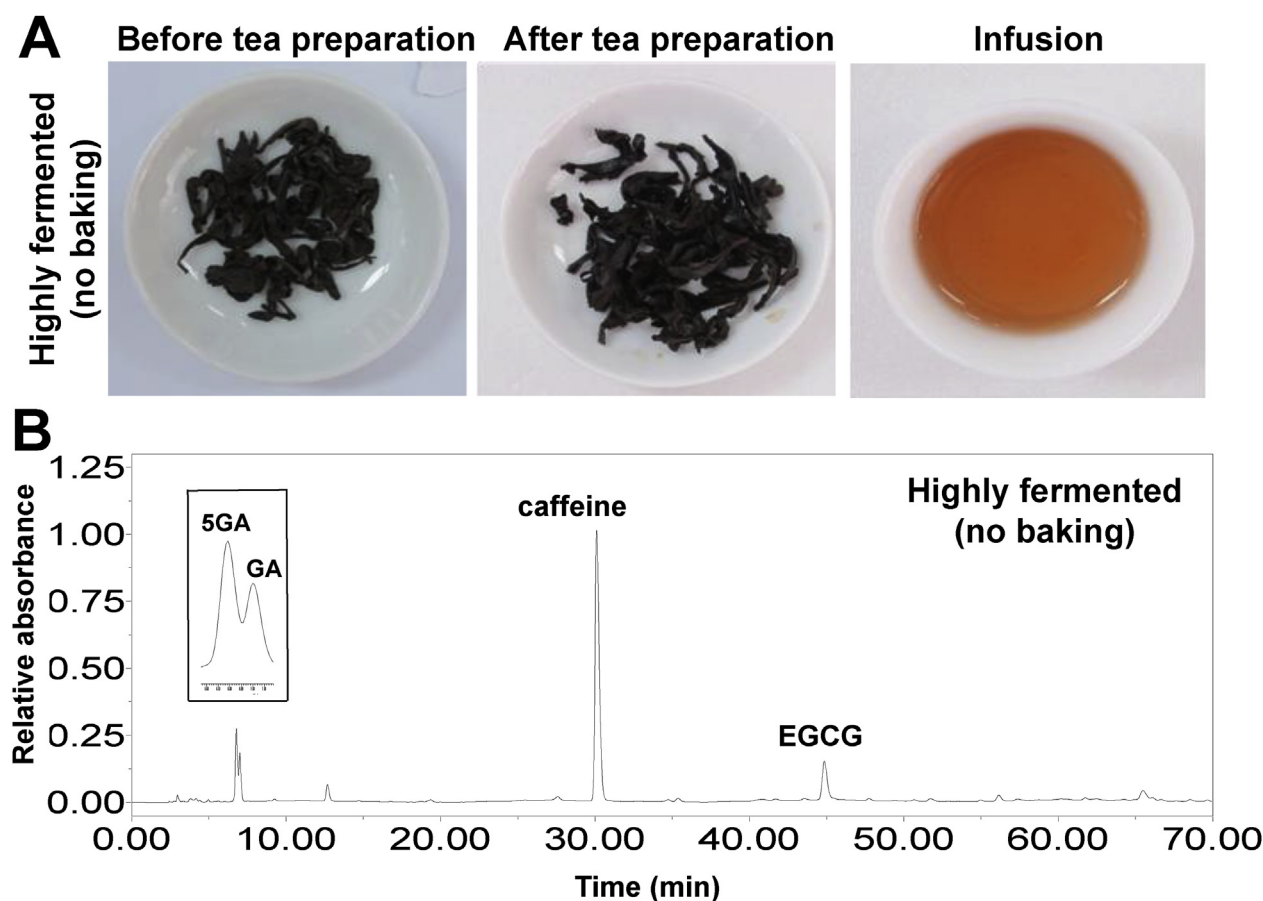 A
Before tea preparation
After tea preparation
Infusion
Highly fermented
(no baking)
B
Relative absorbance
1.25
1.00
0.75
0.50
0.25
0.00
5GA
GA
caffeine
EGCG
Highly fermented
(no baking)
0.00
10.00
20.00
30.00
40.00
50.00
60.00
70.00
Time (min)